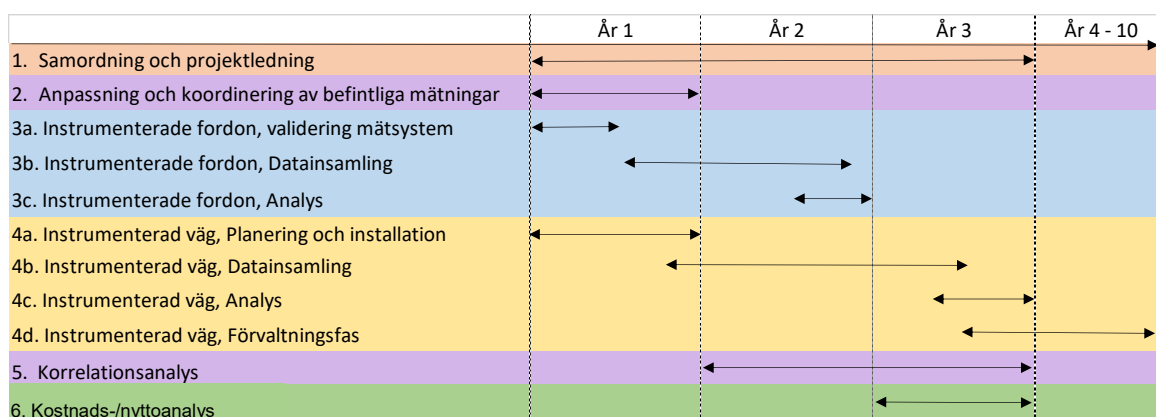 År 1 År 2 År 3 År 4 - 10
1. Samordning och projektledning
2. Anpassning och koordinering av befintliga mätningar
3a. Instrumenterade fordon, validering mätsystem
3b. Instrumenterade fordon, Datainsamling
3c. Instrumenterade fordon, Analys
4a. Instrumenterad väg, Planering och installation
4b. Instrumenterad väg, Datainsamling
4c. Instrumenterad väg, Analys
4d. Instrumenterad väg, Förvaltningsfas
5. Korrelationsanalys
6. Kostnads-/nyttoanalys